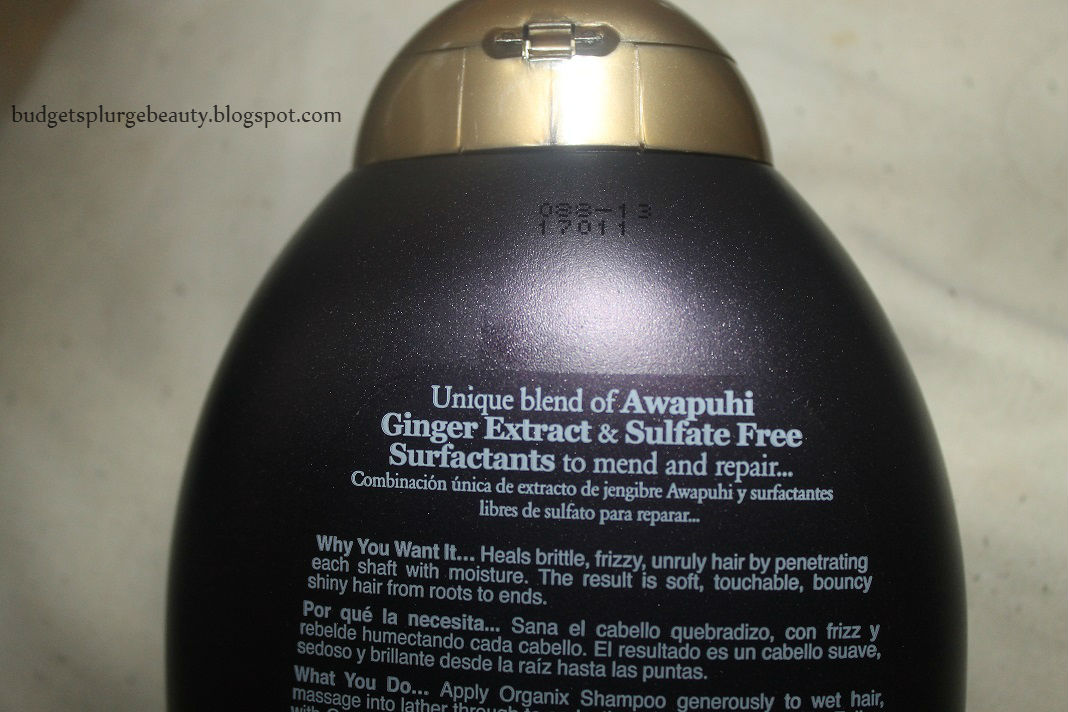 budgetsplurgebeauty.blogspot.com
088-13
17011
Unique blend of Awapuhi
Ginger Extract & Sulfate Free
Surfactants to mend and repair...
Combinación única de extracto de jengibre Awapuhi y surfactantes
libres de sulfato para reparar...
Why You Want It... Heals brittle, frizzy, unruly hair by penetrating
each shaft with moisture. The result is soft, touchable, bouncy
shiny hair from roots to ends.
Por qué la necesita... Sana el cabello quebradizo, con frizz y
rebelde humectando cada cabello. El resultado es un cabello suave,
sedoso y brillante desde la raíz hasta las puntas.
What You Do... Apply Organix Shampoo generously to wet hair,
massage into lather through to